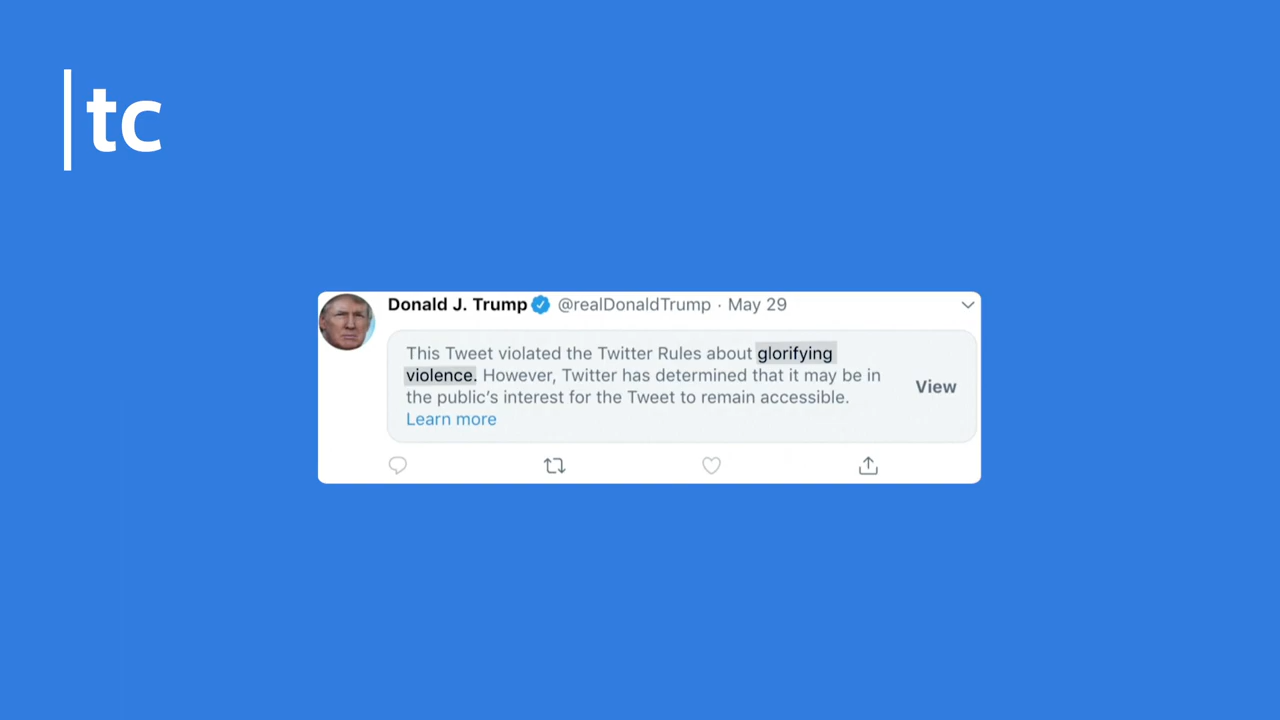 tc
Donald J. Trump @realDonaldTrump · May 29
This Tweet violated the Twitter Rules about glorifying
violence. However, Twitter has determined that it may be in
the public’s interest for the Tweet to remain accessible.
Learn more
View